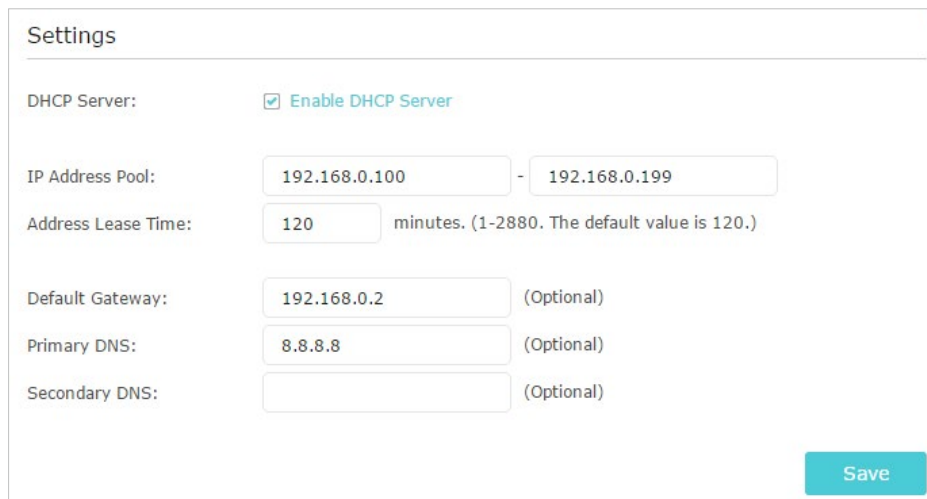 Settings
DHCP Server: Enable DHCP Server
IP Address Pool: 192.168.0.100 - 192.168.0.199
Address Lease Time: 120 minutes. (1-2880. The default value is 120.)
Default Gateway: 192.168.0.2 (Optional)
Primary DNS: 8.8.8.8 (Optional)
Secondary DNS: (Optional)
Save